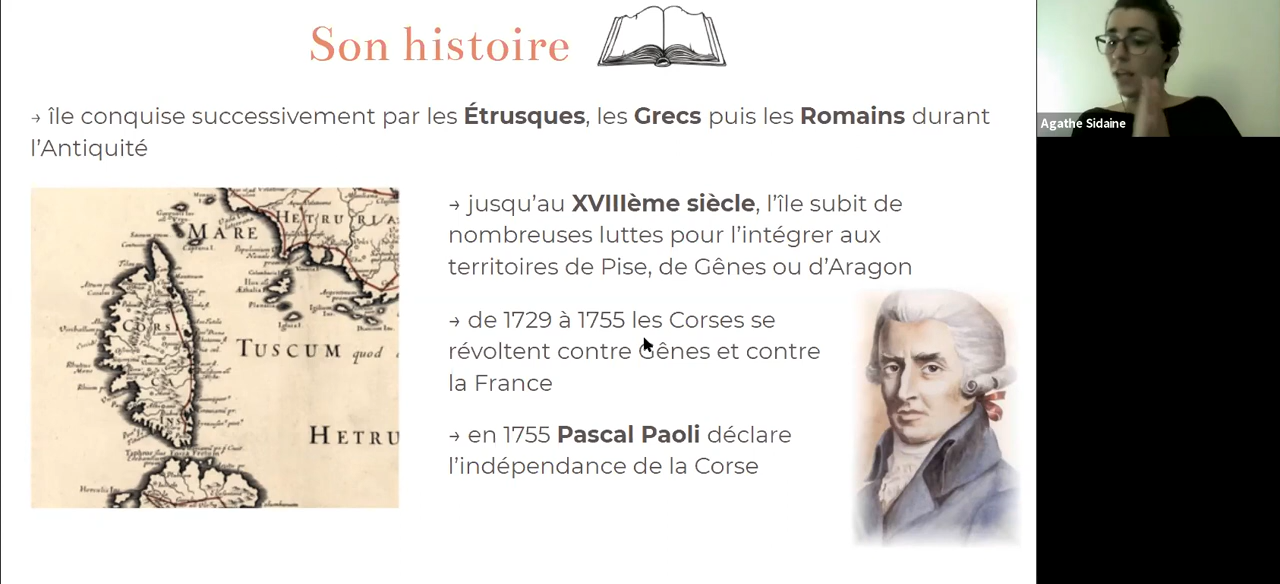 Son histoire
→ île conquise successivement par les Étrusques, les Grecs puis les Romains durant
l'Antiquité
→ jusqu'au XVIIIème siècle, l'île subit de
nombreuses luttes pour l'intégrer aux
territoires de Pise, de Gênes ou d'Aragon
→ de 1729 à 1755 les Corses se
révoltent contre Gênes et contre
la France
→ en 1755 Pascal Paoli déclare
l'indépendance de la Corse
HETRURIA
MARE
CORSI
TUSCUM quod
HETRU
Agathe Sidaine